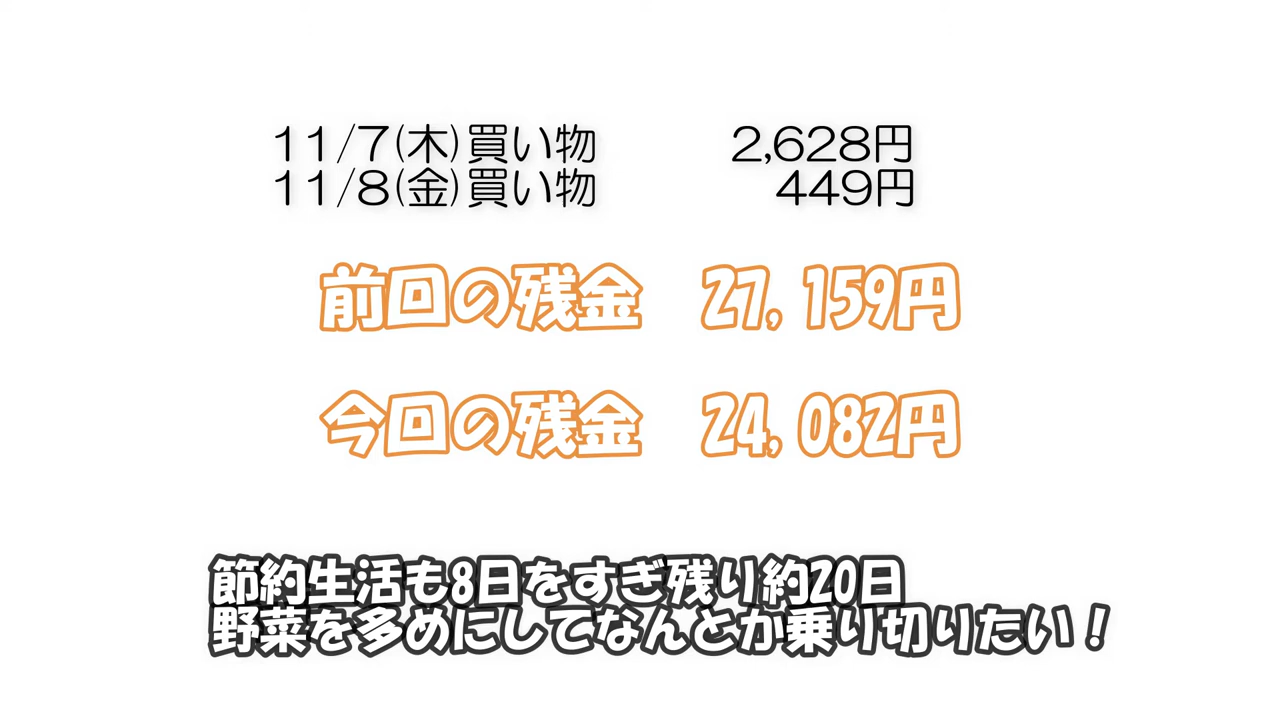 11/7(木)買い物 2,628円
11/8(金)買い物 449円
前回の残金 27,159円
今回の残金 24,082円
節約生活も8日をすぎ残り約20日
野菜を多めにしてなんとか乗り切りたい！